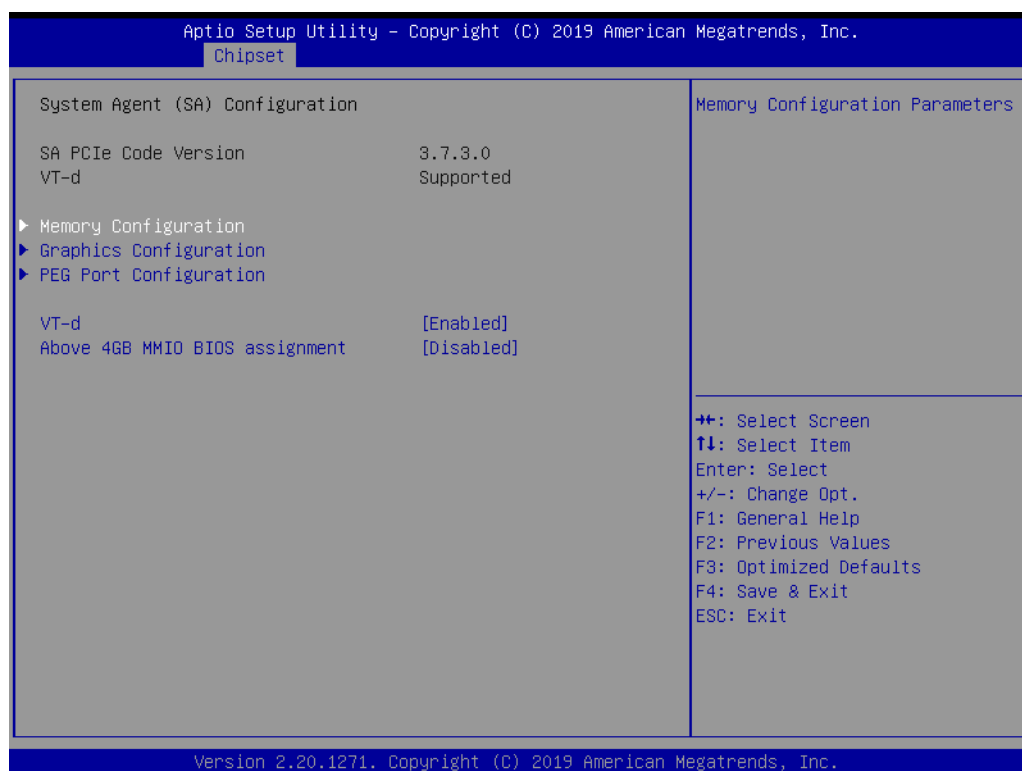 Aptio Setup Utility – Copyright (C) 2019 American Megatrends, Inc.
Chipset
System Agent (SA) Configuration
SA PCIe Code Version 3.7.3.0
VT-d Supported
▶ Memory Configuration
▶ Graphics Configuration
▶ PEG Port Configuration
VT-d [Enabled]
Above 4GB MMIO BIOS assignment [Disabled]
Memory Configuration Parameters
→←: Select Screen
↑↓: Select Item
Enter: Select
+/-: Change Opt.
F1: General Help
F2: Previous Values
F3: Optimized Defaults
F4: Save & Exit
ESC: Exit
Version 2.20.1271. Copyright (C) 2019 American Megatrends, Inc.